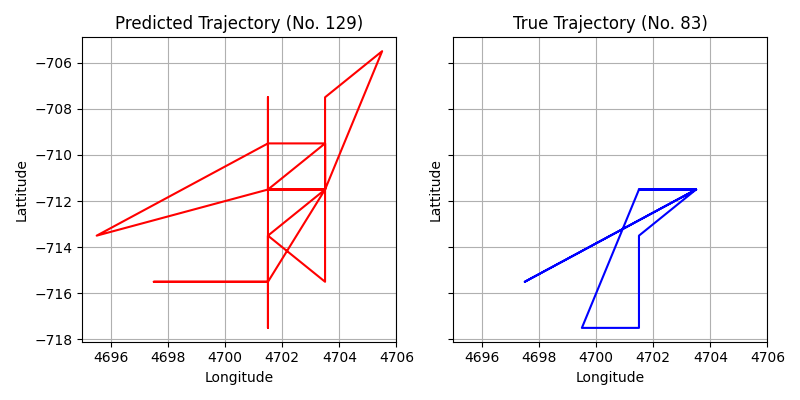 Predicted Trajectory (No. 129)
True Trajectory (No. 83)
−706
−708
−710
−712
−714
−716
−718
Lattitude
Lattitude
4696 4698 4700 4702 4704 4706
4696 4698 4700 4702 4704 4706
Longitude
Longitude